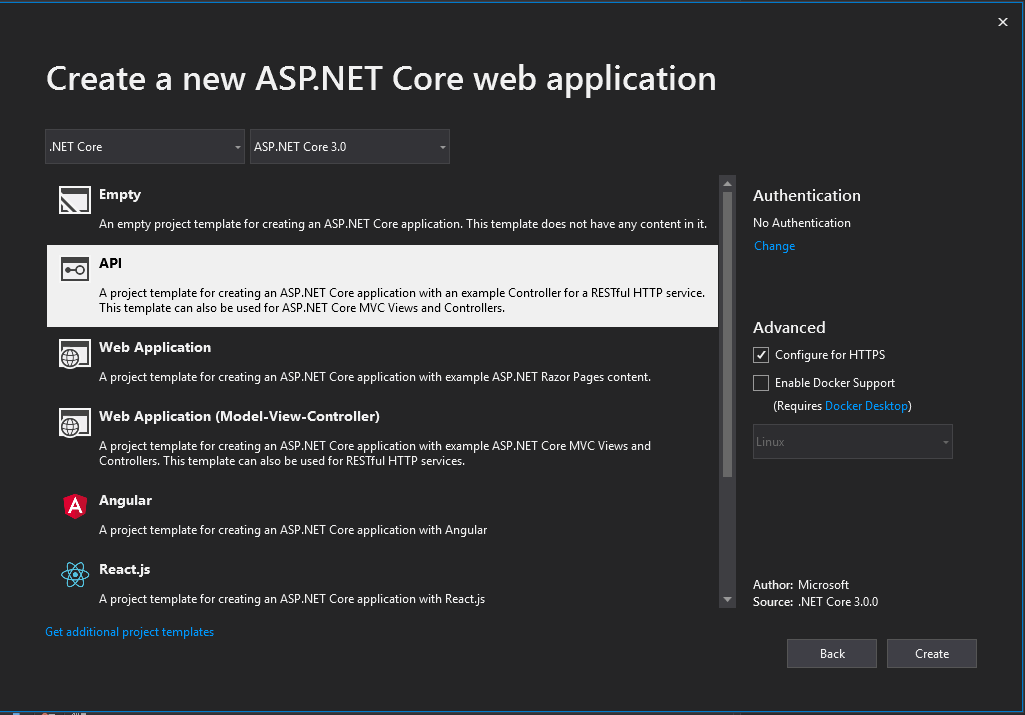 Create a new ASP.NET Core web application
.NET Core
ASP.NET Core 3.0
Empty
An empty project template for creating an ASP.NET Core application. This template does not have any content in it.
API
A project template for creating an ASP.NET Core application with an example Controller for a RESTful HTTP service.
This template can also be used for ASP.NET Core MVC Views and Controllers.
Web Application
A project template for creating an ASP.NET Core application with example ASP.NET Razor Pages content.
Web Application (Model-View-Controller)
A project template for creating an ASP.NET Core application with example ASP.NET Core MVC Views and
Controllers. This template can also be used for RESTful HTTP services.
Angular
A project template for creating an ASP.NET Core application with Angular
React.js
A project template for creating an ASP.NET Core application with React.js
Get additional project templates
Authentication
No Authentication
Change
Advanced
Configure for HTTPS
Enable Docker Support
(Requires Docker Desktop)
Linux
Author: Microsoft
Source: .NET Core 3.0.0
Back
Create